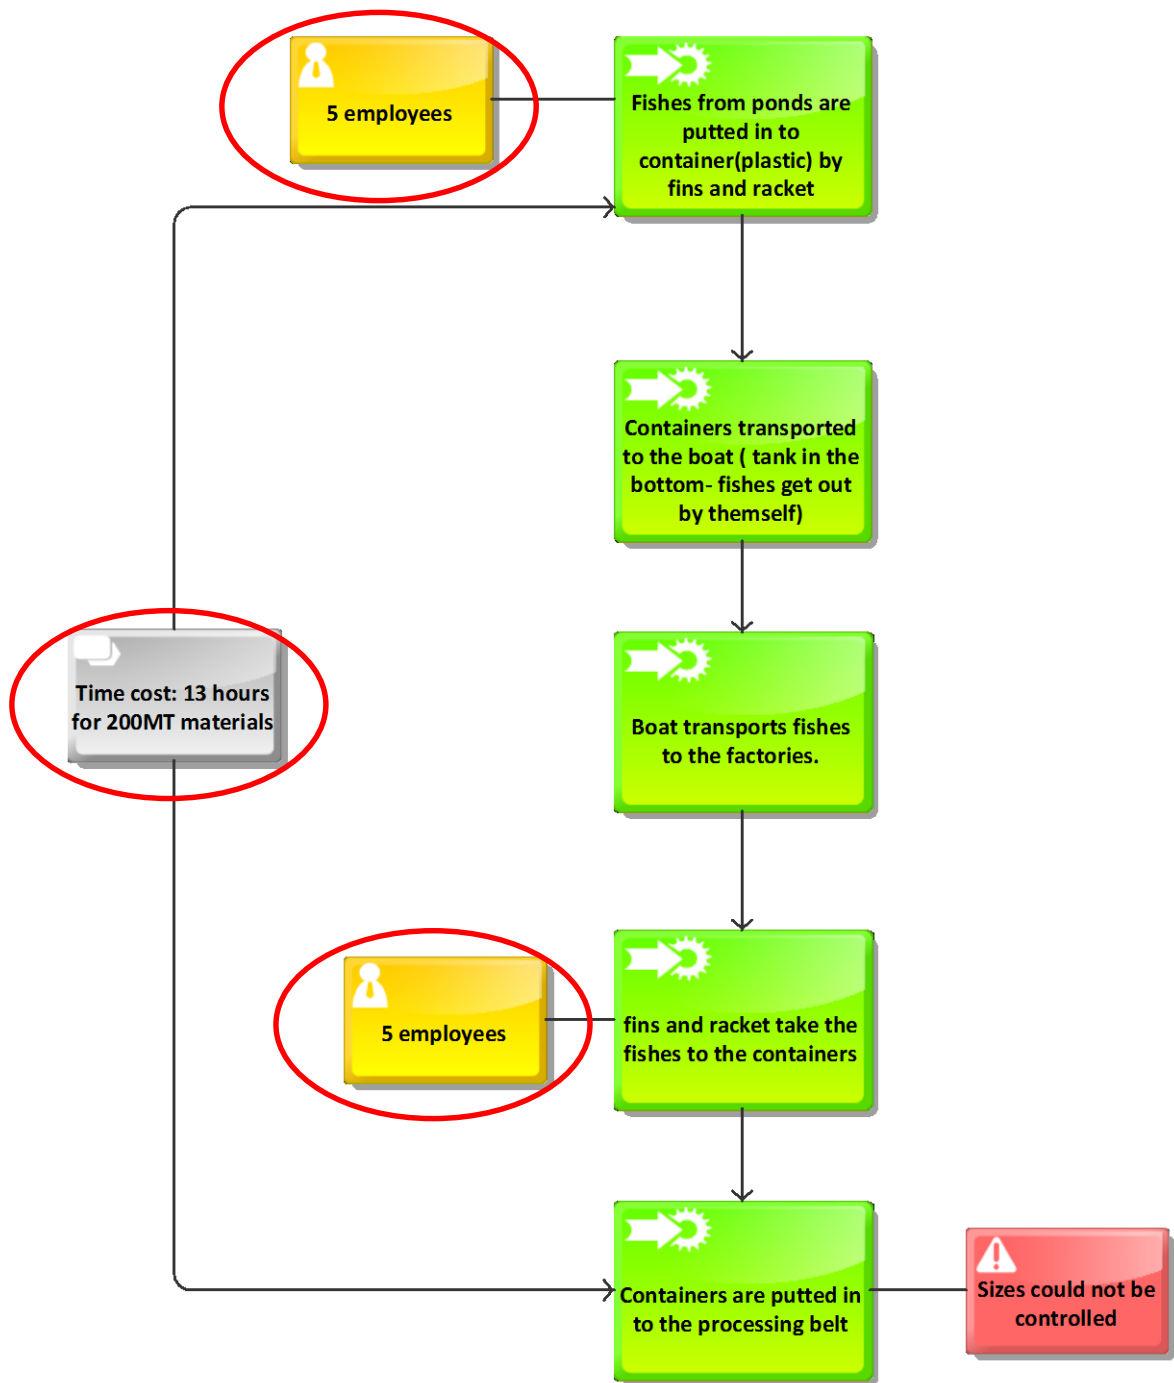 5 employees
Fishes from ponds are
putted in to
container(plastic) by
fins and racket
Containers transported
to the boat ( tank in the
bottom- fishes get out
by themself)
Time cost: 13 hours
for 200MT materials
Boat transports fishes
to the factories.
5 employees
fins and racket take the
fishes to the containers
Containers are putted in
to the processing belt
Sizes could not be
controlled